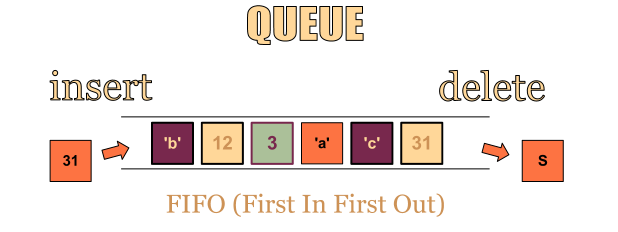 QUEUE
insert
delete
31
'b'
12
3
'a'
'c'
31
S
FIFO (First In First Out)